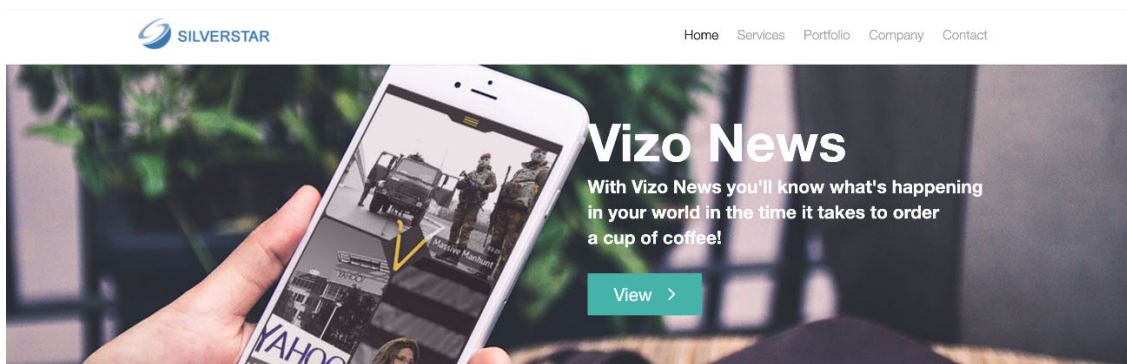 SILVERSTAR
Home Services Portfolio Company Contact
Vizo News
With Vizo News you'll know what's happening
in your world in the time it takes to order
a cup of coffee!
View >
Massive Manhunt
YAHOO!
YAHOO